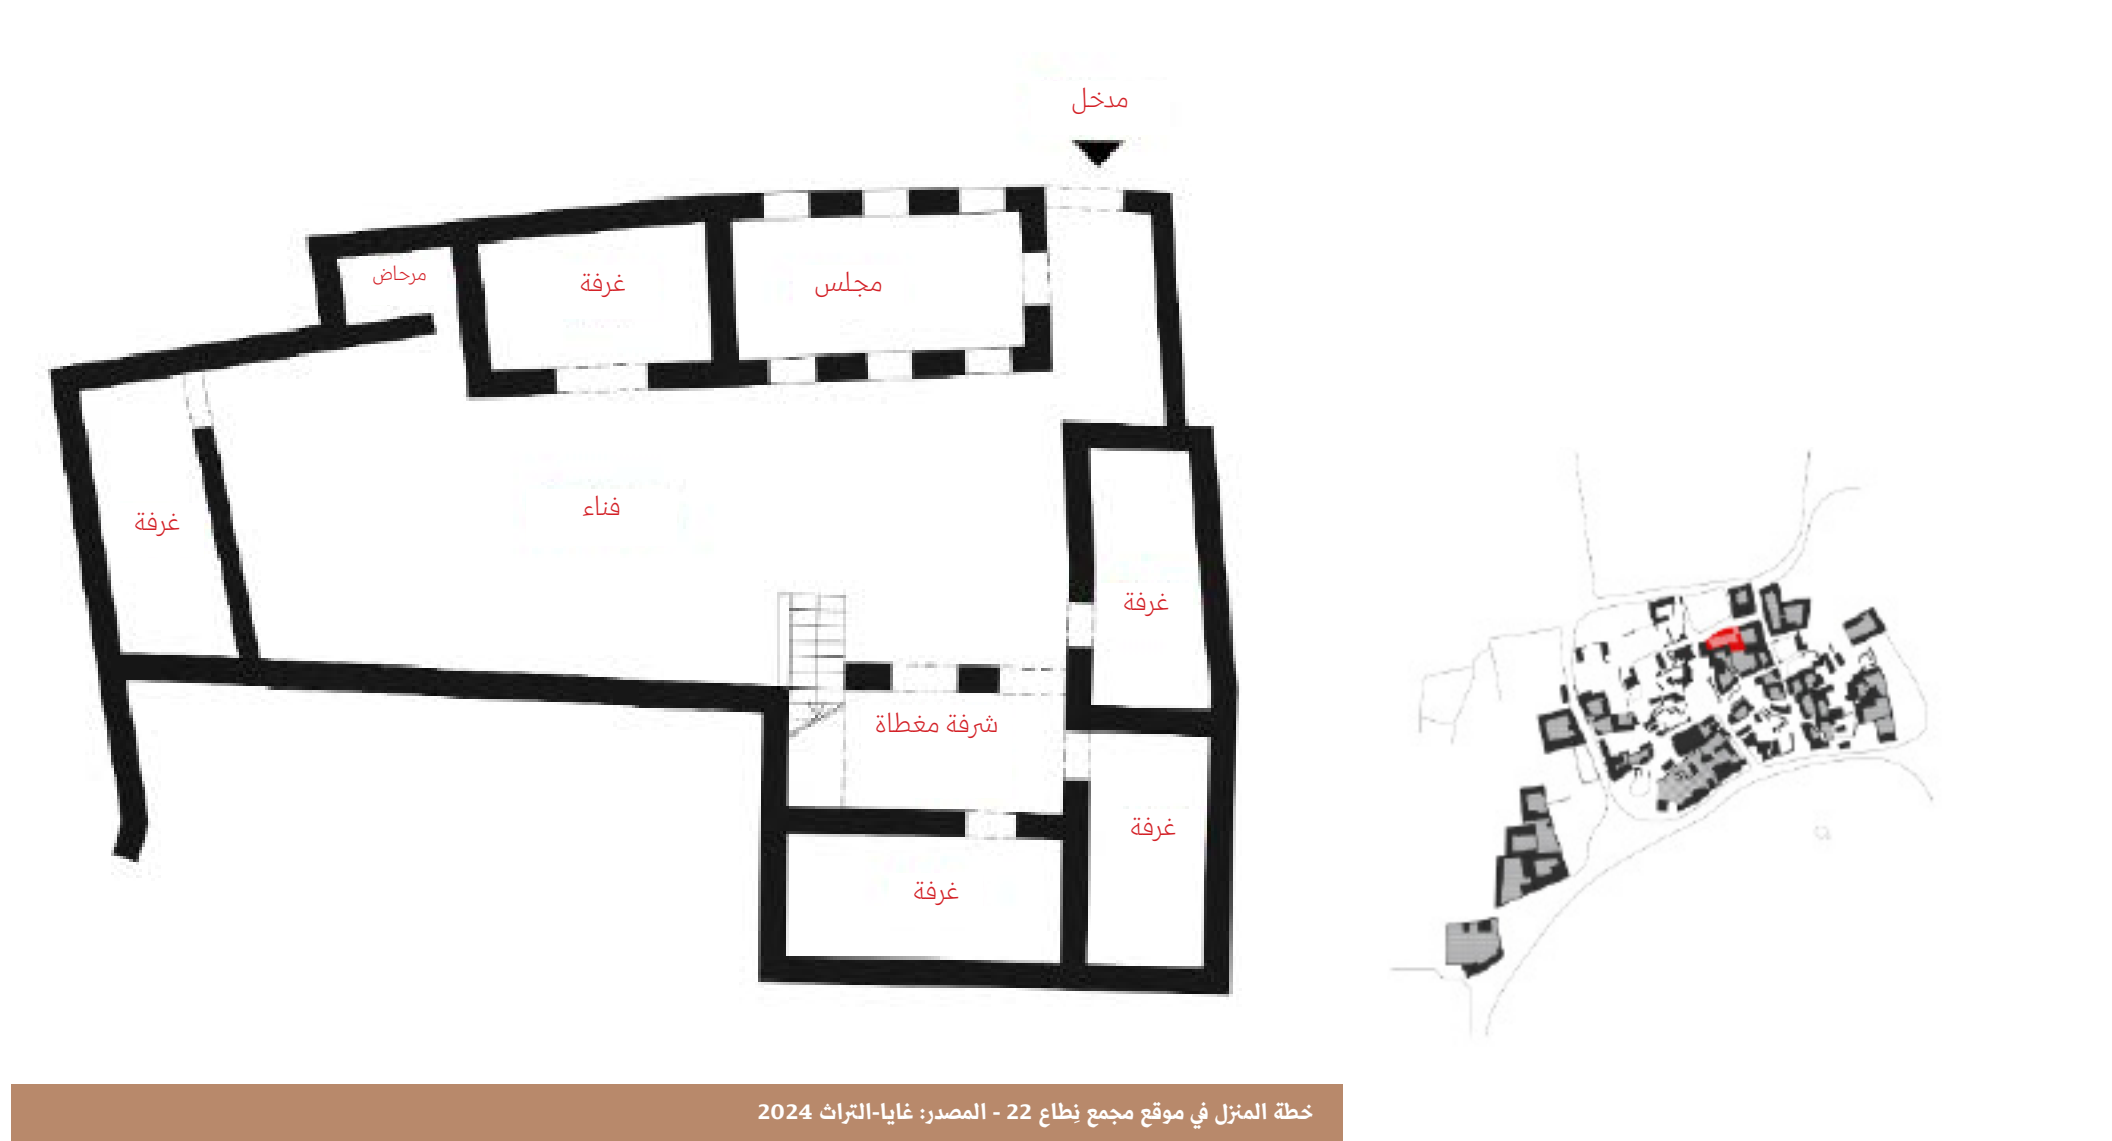 مدخل
مرحاض
غرفة
مجلس
فناء
غرفة
غرفة
شرفة مغطاة
غرفة
غرفة
خطة المنزل في موقع مجمع نِطاع 22 - المصدر: غايا-التراث 2024